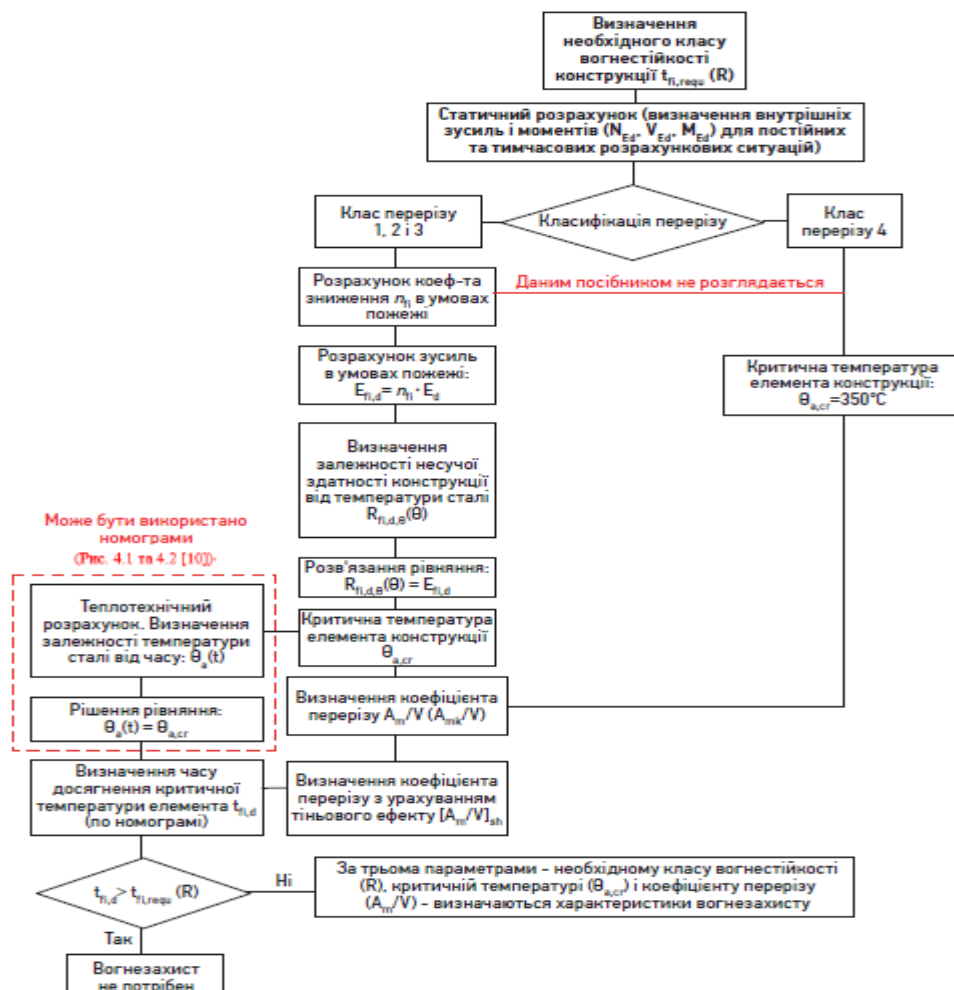 Визначення
необхідного класу
вогнестійкості
конструкції t_fi,requ (R)
Статичний розрахунок (визначення внутрішніх
зусиль і моментів (N_Ed, V_Ed, M_Ed) для постійних
та тимчасових розрахункових ситуацій)
Клас перерізу
1, 2 і 3
Класифікація перерізу
Клас
перерізу 4
Розрахунок коеф-та
зниження n_fi в умовах
пожежі
Даним посібником не розглядається
Розрахунок зусиль
в умовах пожежі:
E_fi,d = n_fi · E_d
Критична температура
елемента конструкції:
θ_a,cr=350°C
Визначення
залежності несучої
здатності конструкції
від температури сталі
R_fi,d,θ(θ)
Може бути використано
номограми
(Рис. 4.1 та 4.2 [10])-
Розв'язання рівняння:
R_fi,d,θ(θ) = E_fi,d
Теплотехнічний
розрахунок. Визначення
залежності температури
сталі від часу: θ_a(t)
Критична температура
елемента конструкції
θ_a,cr
Рішення рівняння:
θ_a(t) = θ_a,cr
Визначення коефіцієнта
перерізу A_m/V (A_mk/V)
Визначення часу
досягнення критичної
температури елемента t_fi,d
(по номограмі)
Визначення коефіцієнта
перерізу з урахуванням
тіньового ефекту [A_m/V]_sh
t_fi,d> t_fi,requ (R)
Ні
За трьома параметрами – необхідному класу вогнестійкості
(R), критичній температурі (θ_a,cr) і коефіцієнту перерізу
(A_m/V) – визначаються характеристики вогнезахисту
Так
Вогнезахист
не потрібен